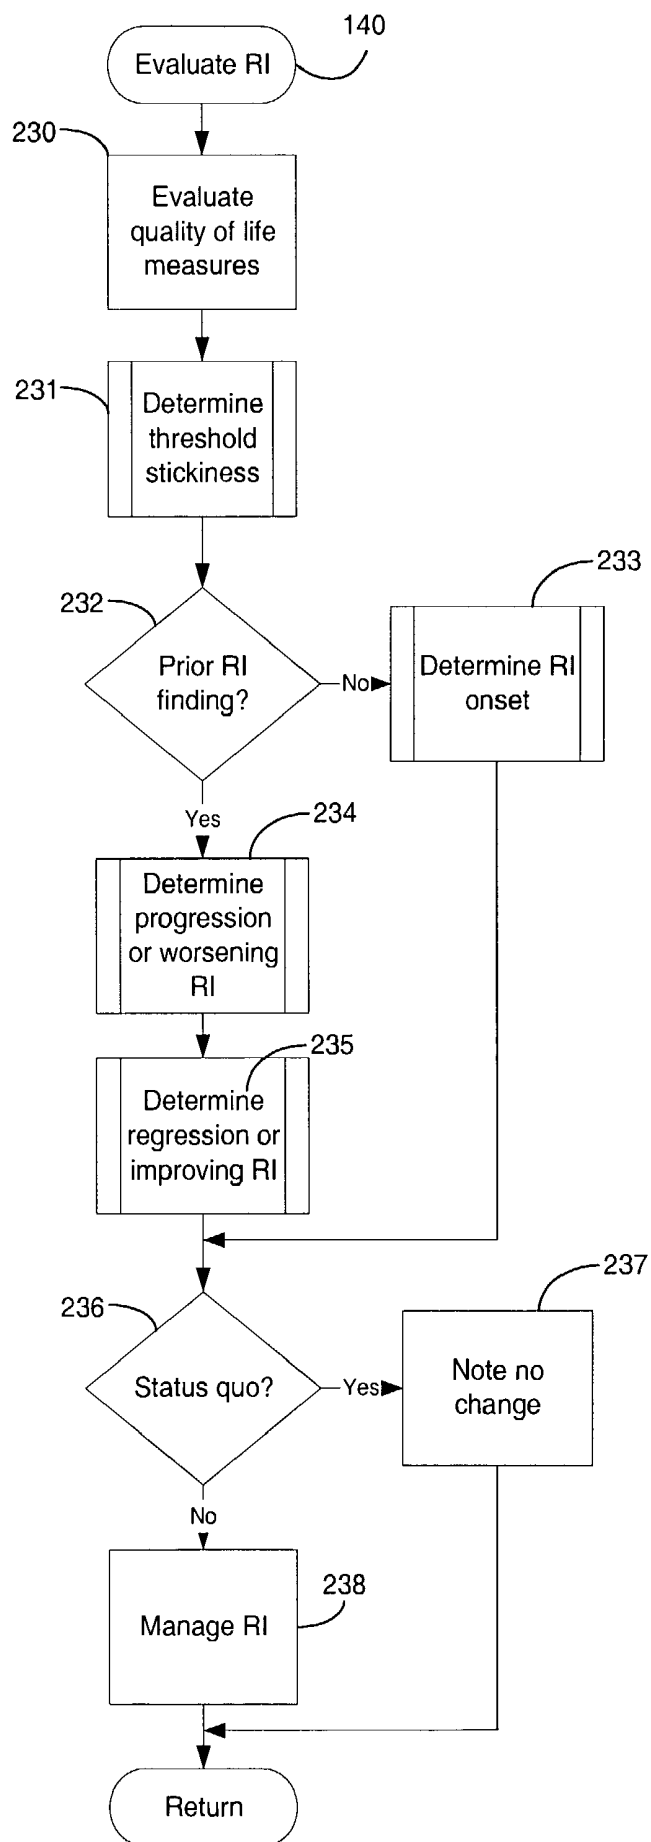 140
Evaluate RI
230
Evaluate
quality of life
measures
231
Determine
threshold
stickiness
232
Prior RI
finding?
No
233
Determine RI
onset
Yes
234
Determine
progression
or worsening
RI
235
Determine
regression or
improving RI
236
Status quo?
Yes
237
Note no
change
No
238
Manage RI
Return